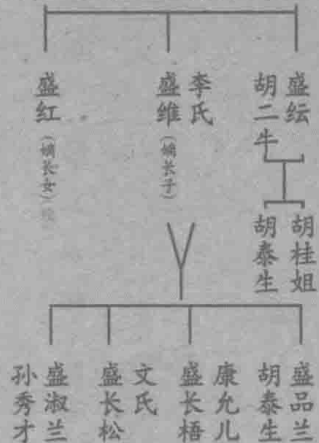 盛红（嫡长女）
盛维（嫡长子）
李氏
胡二牛
盛纭
胡泰生
胡桂姐
孙秀才
盛淑兰
盛长松
文氏
盛长梧
康允儿
胡泰生
盛品兰